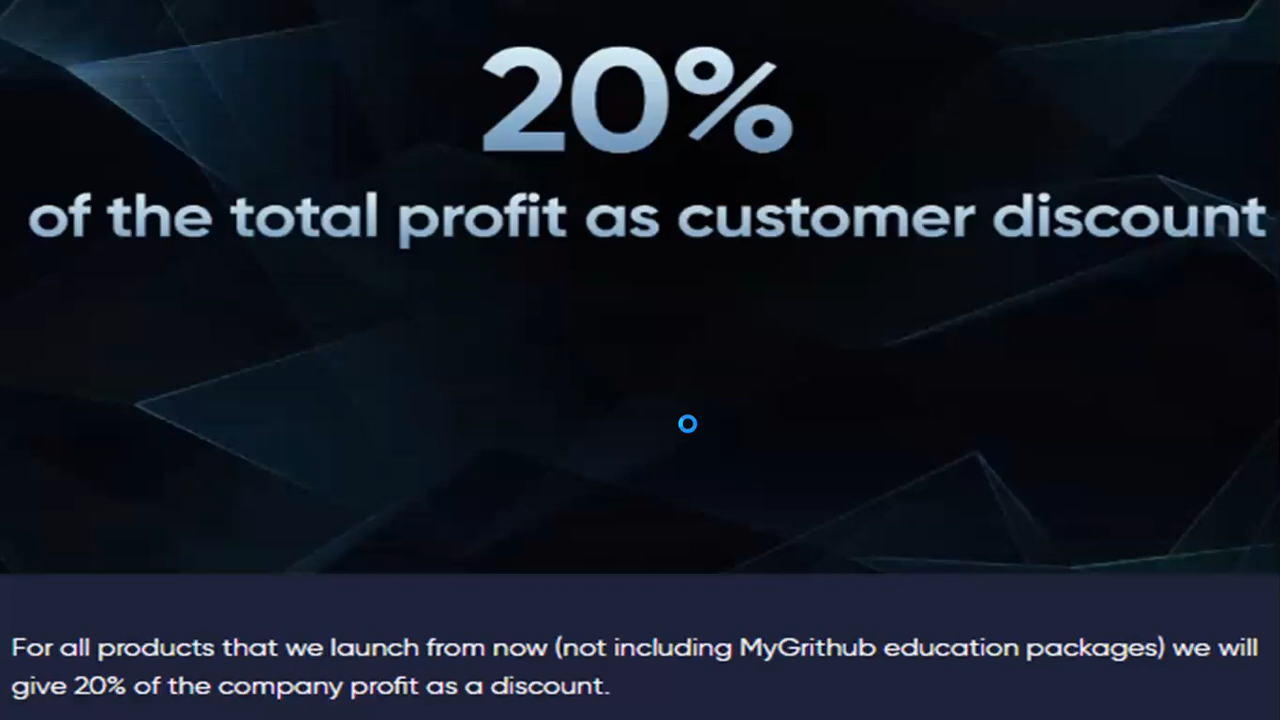 20%
of the total profit as customer discount
For all products that we launch from now (not including MyGrithub education packages) we will
give 20% of the company profit as a discount.